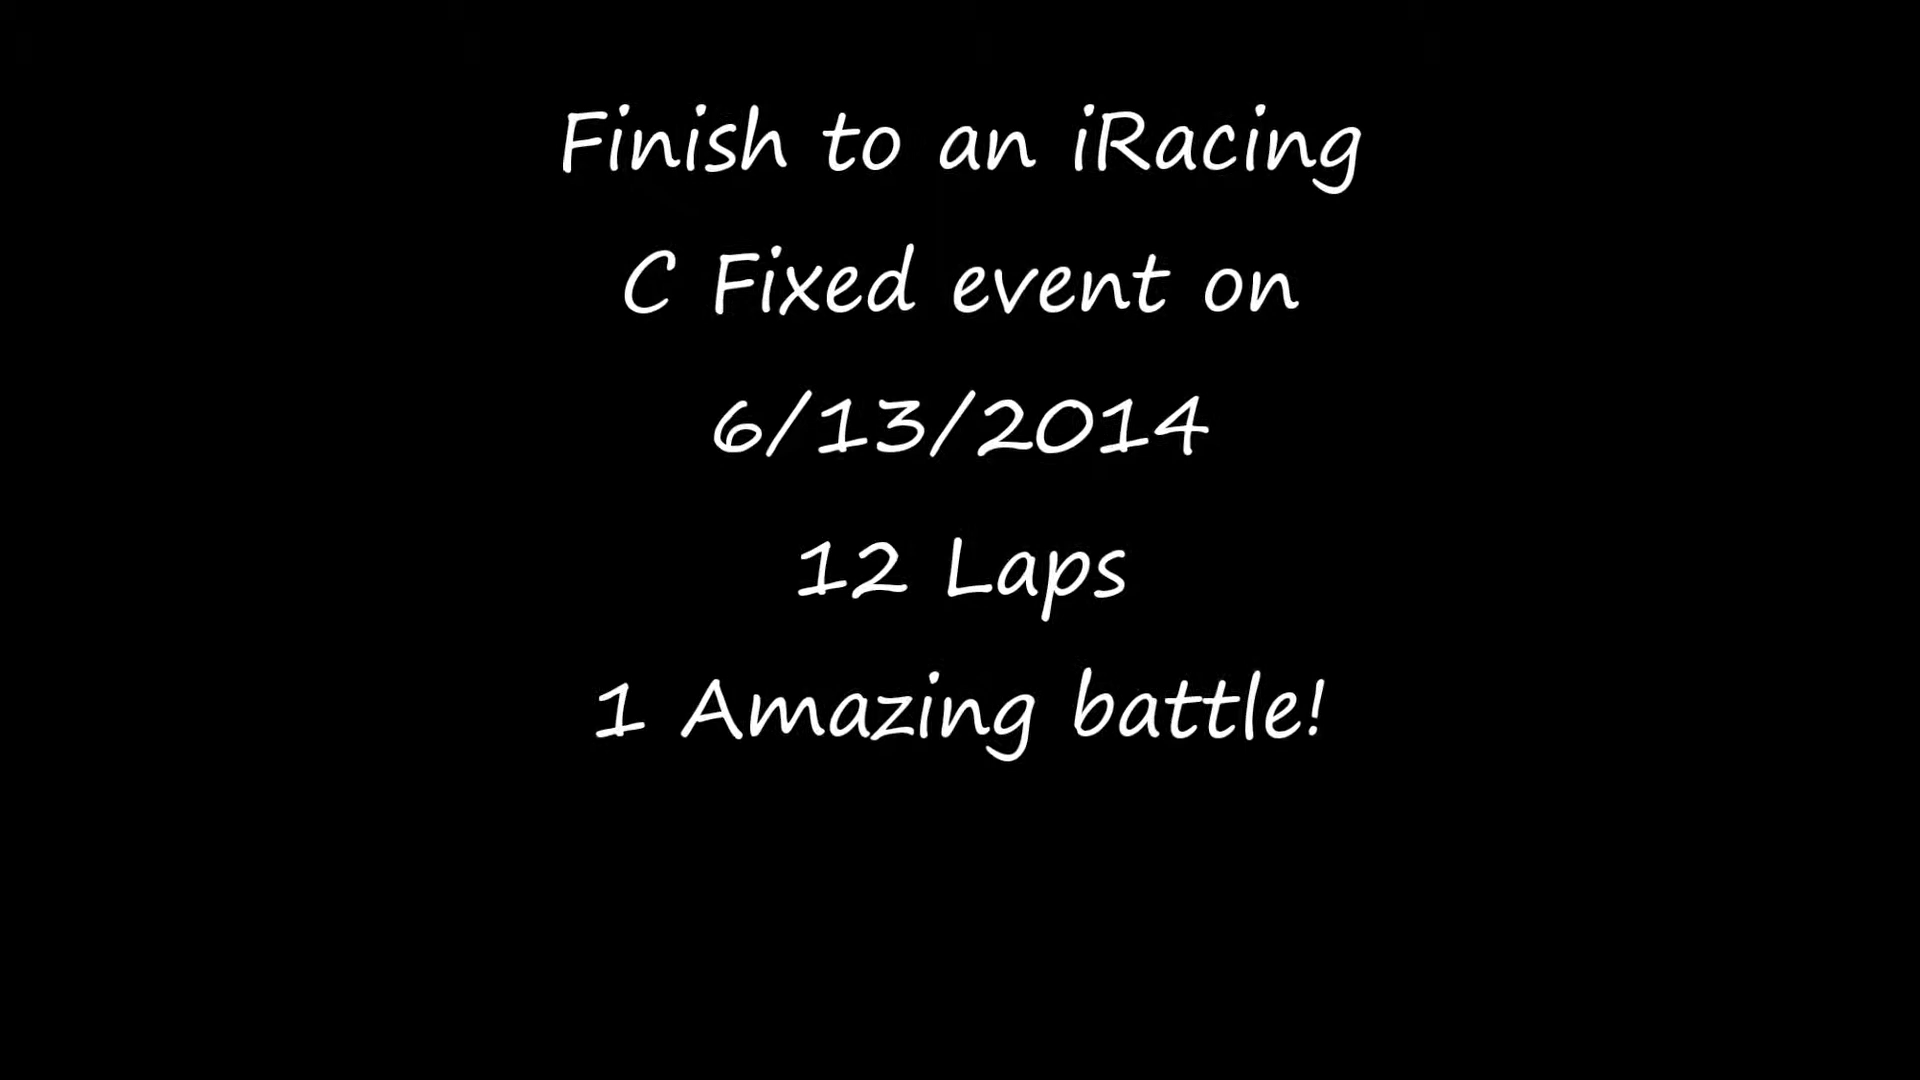 Finish to an iRacing
C Fixed event on
6/13/2014
12 Laps
1 Amazing battle!